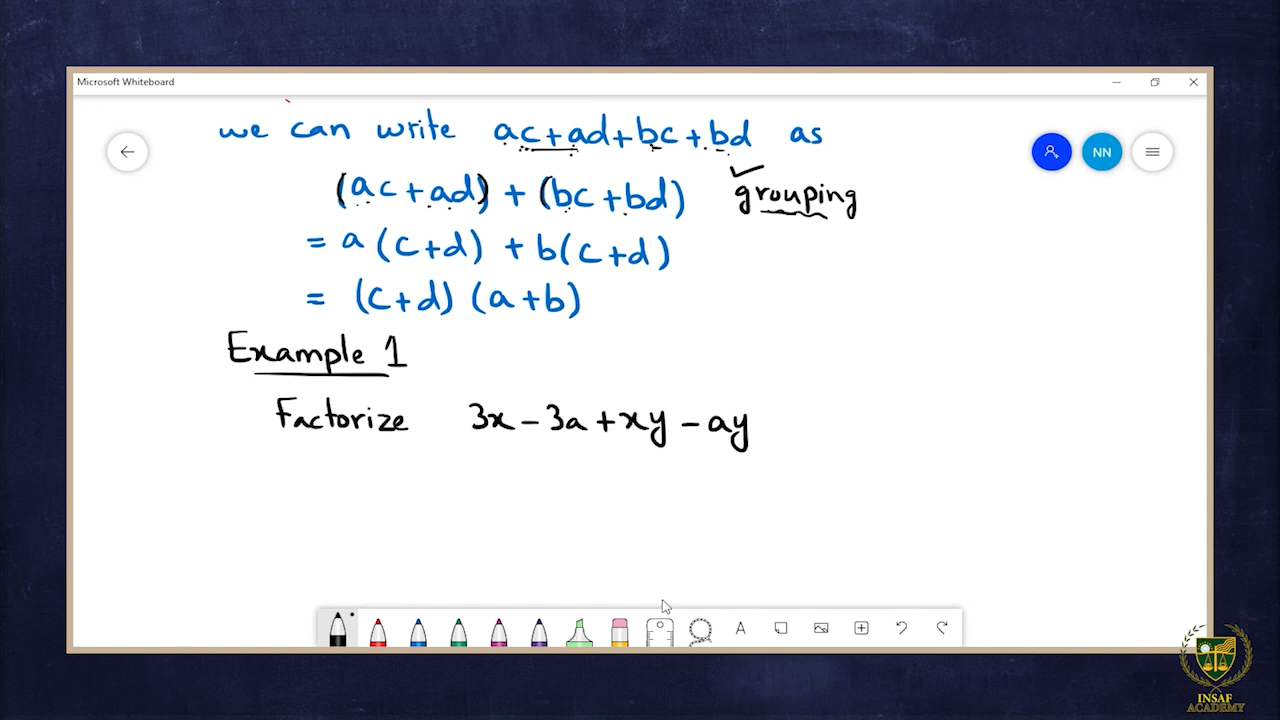 Microsoft Whiteboard
we can write ac+ad+bc+bd as
(ac+ad) + (bc+bd) grouping
= a(c+d) + b(c+d)
= (c+d) (a+b)
Example 1
Factorize 3x - 3a + xy - ay
NN
A
INSAF
ACADEMY